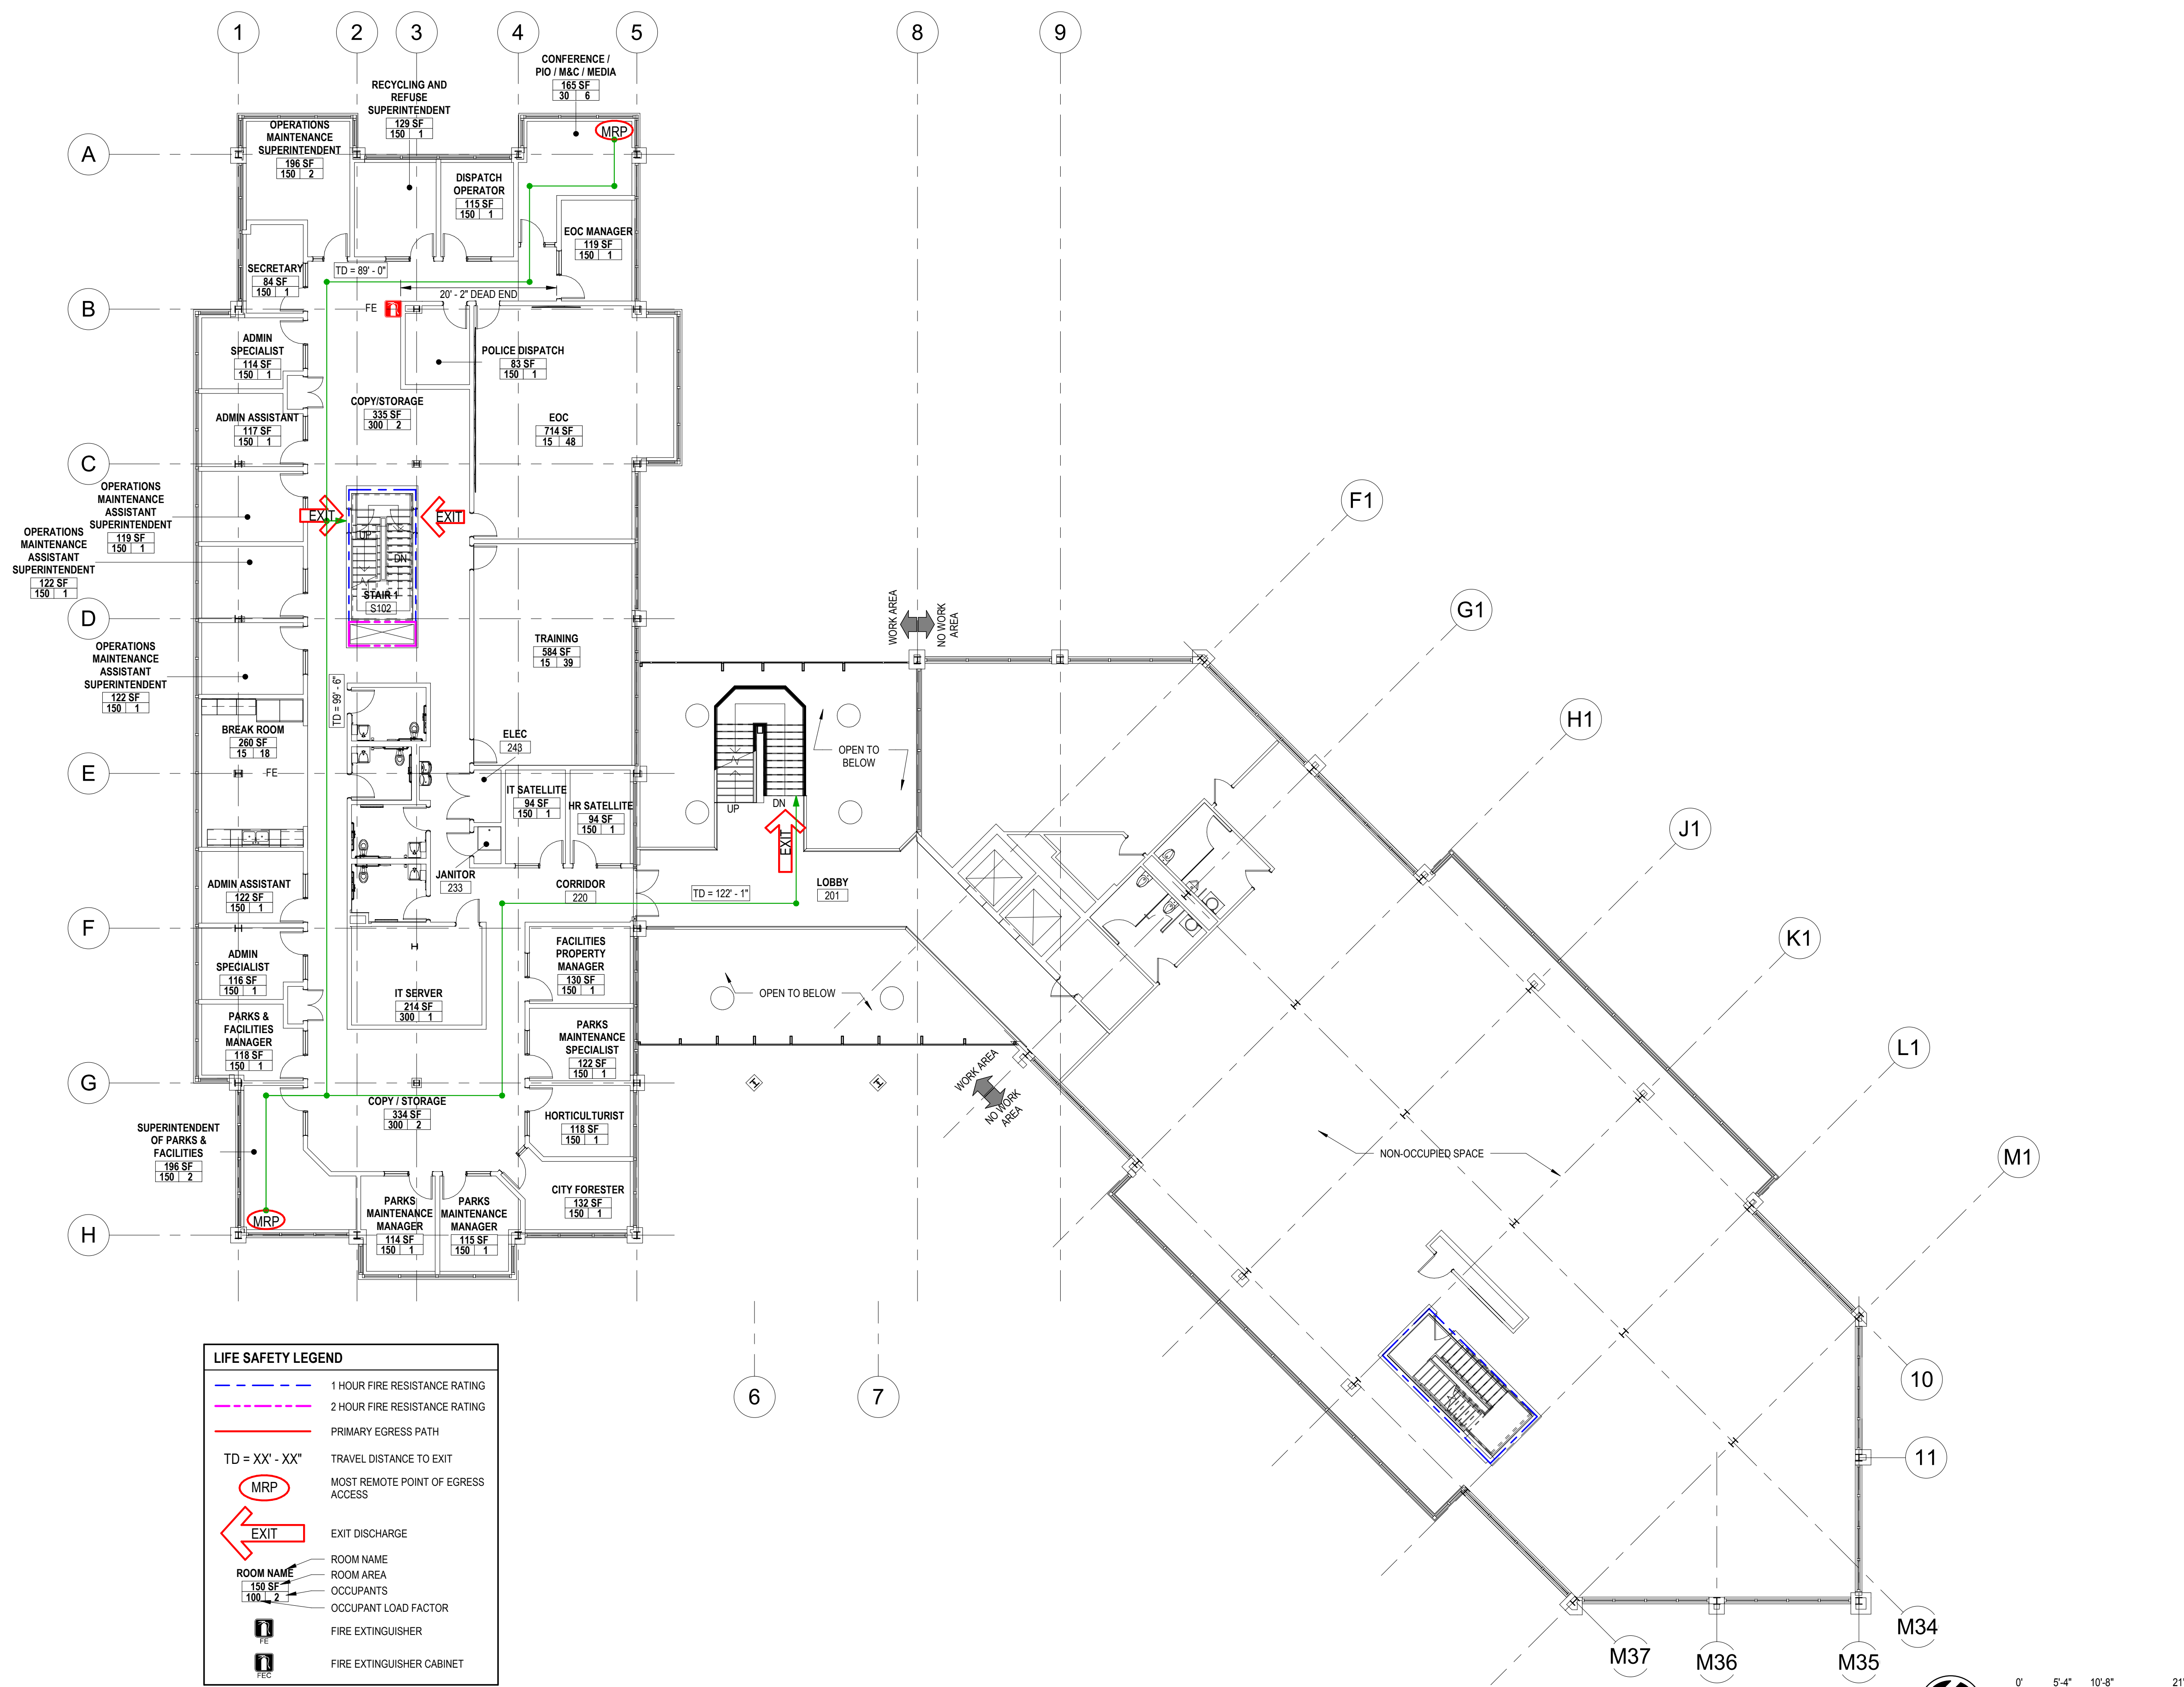 1
2
3
4
5
8
9
CONFERENCE /
PIO / M&C / MEDIA
165 SF
30 6
RECYCLING AND
REFUSE
SUPERINTENDENT
129 SF
150 1
OPERATIONS
MAINTENANCE
SUPERINTENDENT
196 SF
150 2
MRP
A
DISPATCH
OPERATOR
115 SF
150 1
EOC MANAGER
119 SF
150 1
SECRETARY
84 SF
150 1
TD = 89' - 0"
20' - 2" DEAD END
B
FE
ADMIN
SPECIALIST
114 SF
150 1
POLICE DISPATCH
83 SF
150 1
COPY/STORAGE
335 SF
300 2
ADMIN ASSISTANT
117 SF
150 1
EOC
714 SF
15 48
C
OPERATIONS
MAINTENANCE
ASSISTANT
SUPERINTENDENT
119 SF
150 1
OPERATIONS
MAINTENANCE
ASSISTANT
SUPERINTENDENT
122 SF
150 1
EXIT
EXIT
UP
DN
STAIR 1
S102
D
OPERATIONS
MAINTENANCE
ASSISTANT
SUPERINTENDENT
122 SF
150 1
TRAINING
584 SF
15 39
TD = 99' - 6"
WORK AREA
NO WORK
AREA
F1
G1
H1
J1
K1
L1
M1
BREAK ROOM
260 SF
15 18
FE
E
ELEC
243
IT SATELLITE
94 SF
150 1
HR SATELLITE
94 SF
150 1
OPEN TO
BELOW
UP
DN
EXIT
JANITOR
233
CORRIDOR
220
TD = 122' - 1"
LOBBY
201
ADMIN ASSISTANT
122 SF
150 1
F
ADMIN
SPECIALIST
116 SF
150 1
IT SERVER
214 SF
300 1
FACILITIES
PROPERTY
MANAGER
130 SF
150 1
OPEN TO BELOW
PARKS &
FACILITIES
MANAGER
118 SF
150 1
PARKS
MAINTENANCE
SPECIALIST
122 SF
150 1
G
WORK AREA
NO WORK
AREA
COPY / STORAGE
334 SF
300 2
HORTICULTURIST
118 SF
150 1
SUPERINTENDENT
OF PARKS &
FACILITIES
196 SF
150 2
NON-OCCUPIED SPACE
CITY FORESTER
132 SF
150 1
MRP
PARKS
MAINTENANCE
MANAGER
114 SF
150 1
PARKS
MAINTENANCE
MANAGER
115 SF
150 1
H
6
7
10
11
M34
M35
M36
M37
LIFE SAFETY LEGEND
1 HOUR FIRE RESISTANCE RATING
2 HOUR FIRE RESISTANCE RATING
PRIMARY EGRESS PATH
TD = XX' - XX" TRAVEL DISTANCE TO EXIT
MRP MOST REMOTE POINT OF EGRESS
ACCESS
EXIT EXIT DISCHARGE
ROOM NAME
ROOM NAME ROOM AREA
150 SF OCCUPANTS
100 2
OCCUPANT LOAD FACTOR
FIRE EXTINGUISHER
FE
FIRE EXTINGUISHER CABINET
FEC
0' 5'-4" 10'-8" 21'